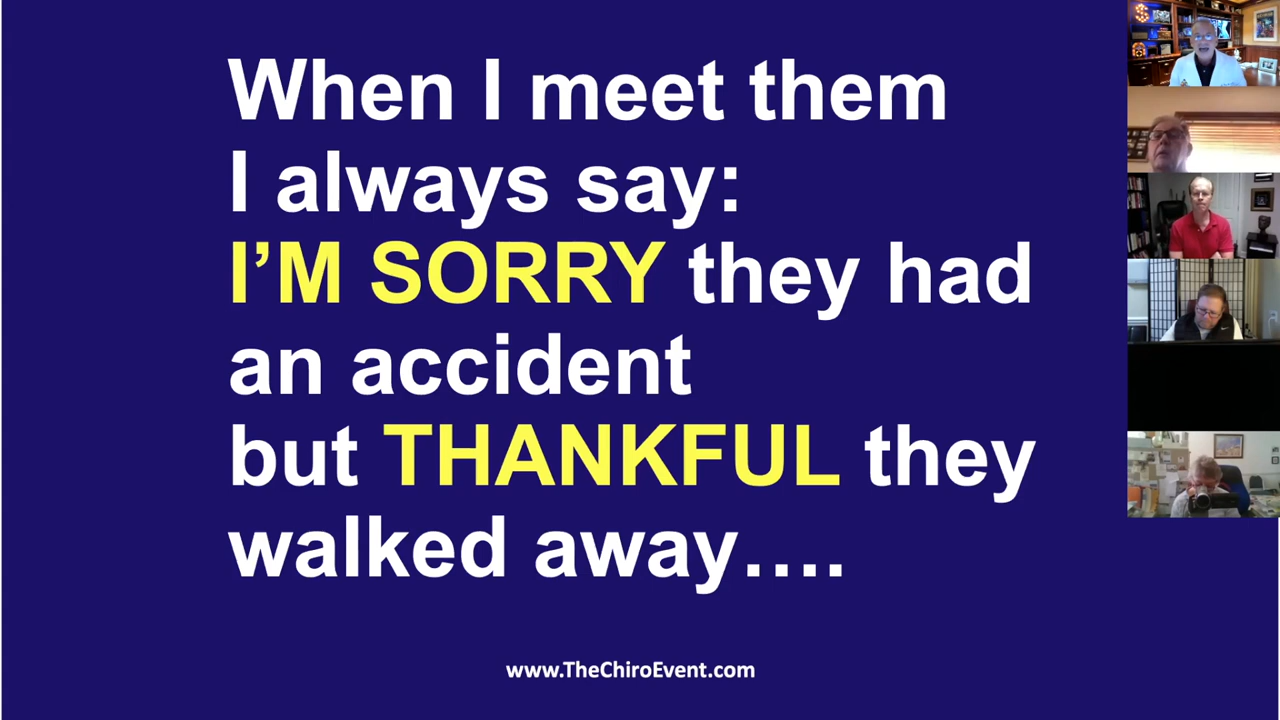 When I meet them
I always say:
I’M SORRY they had
an accident
but THANKFUL they
walked away….
www.TheChiroEvent.com